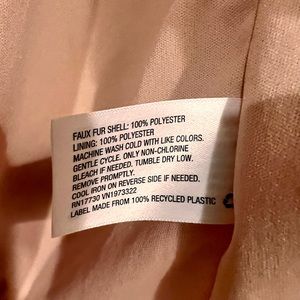 FAUX FUR SHELL: 100% POLYESTER
LINING: 100% POLYESTER
MACHINE WASH COLD WITH LIKE COLORS.
GENTLE CYCLE. ONLY NON-CHLORINE
BLEACH IF NEEDED. TUMBLE DRY LOW.
REMOVE PROMPTLY.
COOL IRON ON REVERSE SIDE IF NEEDED.
RN17730 VN1973322
LABEL MADE FROM 100% RECYCLED PLASTIC